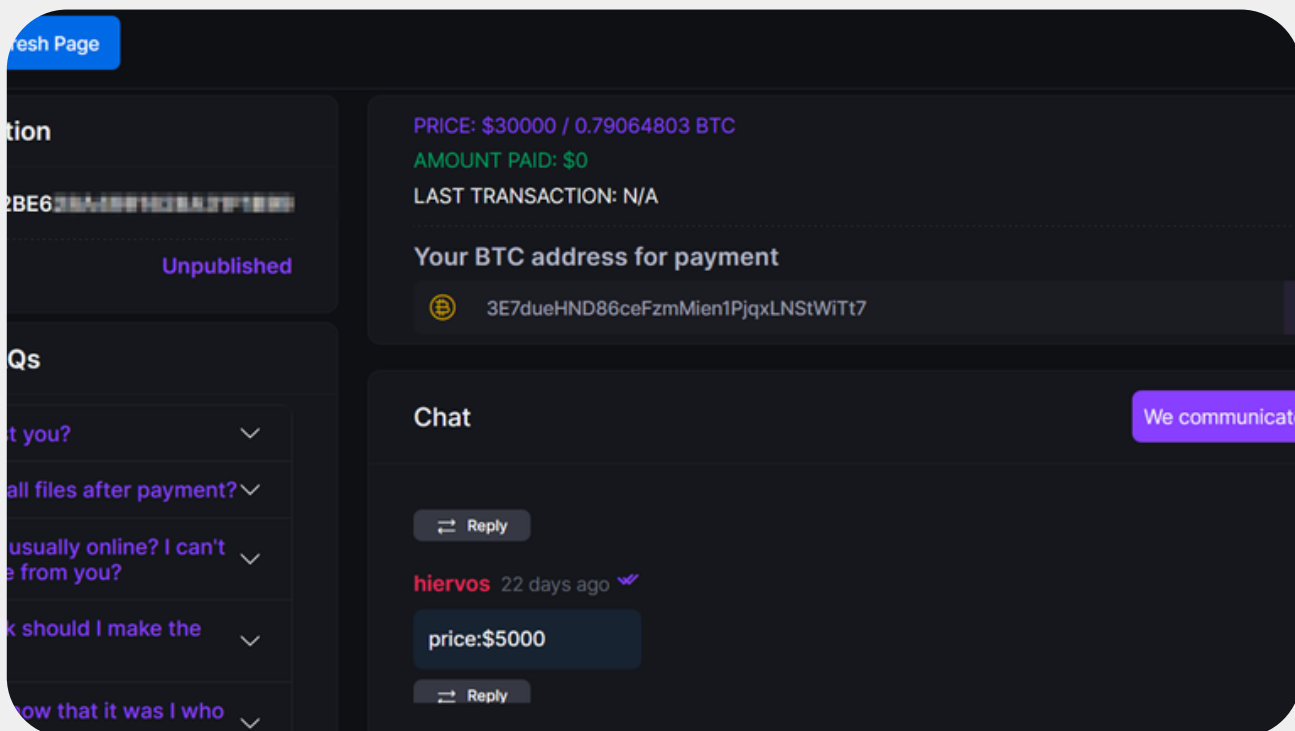 resh Page
tion
2BE6
Unpublished
Qs
t you?
all files after payment?
usually online? I can't
e from you?
k should I make the
ow that it was I who
PRICE: $30000 / 0.79064803 BTC
AMOUNT PAID: $0
LAST TRANSACTION: N/A
Your BTC address for payment
3E7dueHND86ceFzmMien1PjqxLNStWiTt7
Chat
We communicate
Reply
hiervos 22 days ago
price:$5000
Reply